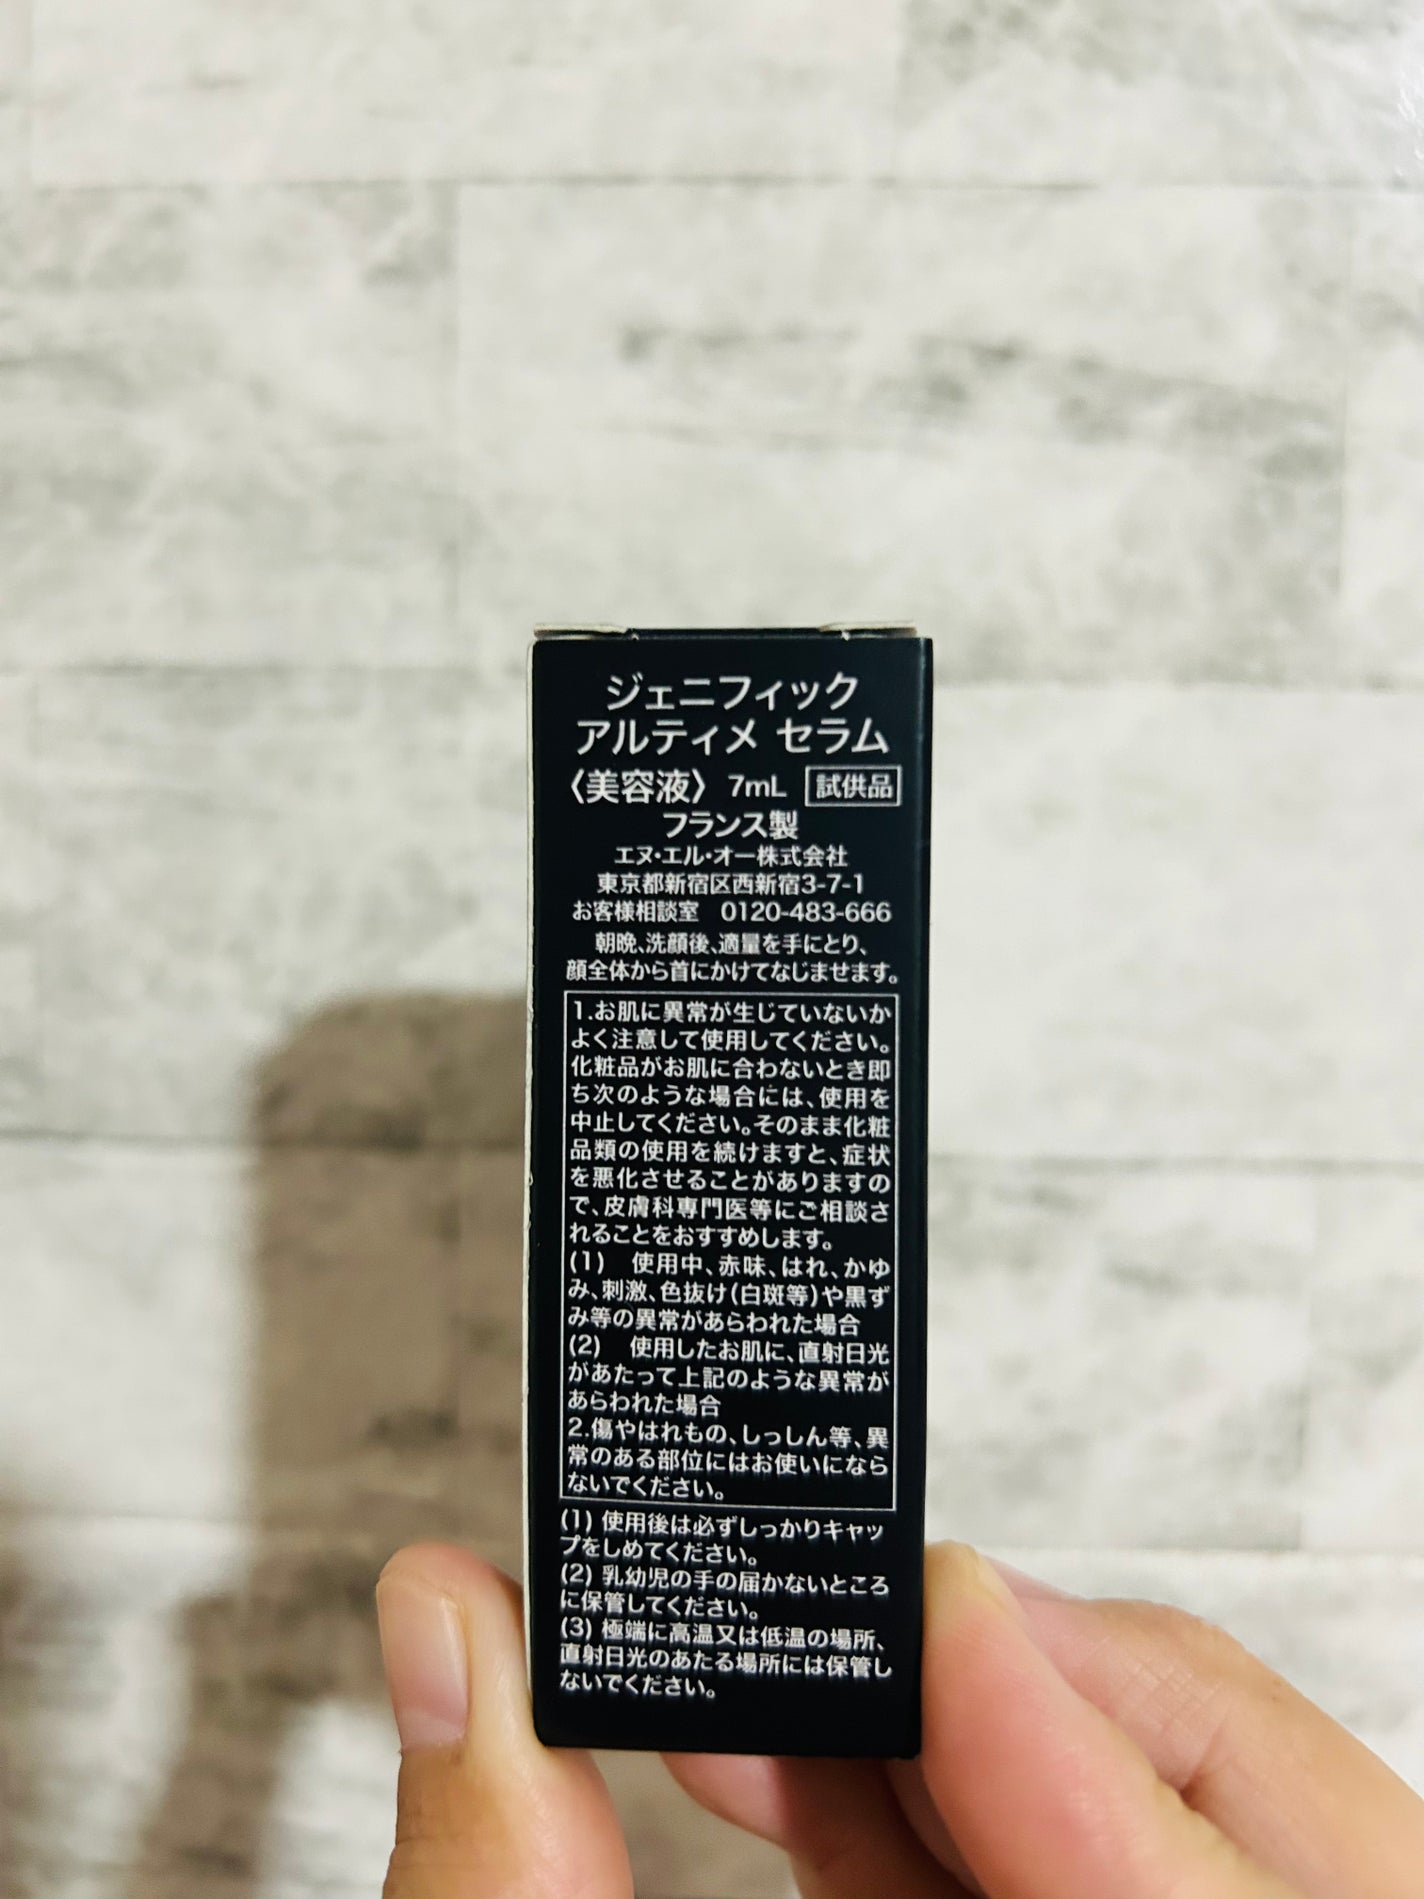 ジェニフィック
アルティメ セラム
〈美容液〉 7mL 試供品
フランス製
エヌ・エル・オー株式会社
東京都新宿区西新宿3-7-1
お客様相談室　0120-483-666
朝晩、洗顔後、適量を手にとり、
顔全体から首にかけてなじませます。
1.お肌に異常が生じていないか
よく注意して使用してください。
化粧品がお肌に合わないとき即
ち次のような場合には、使用を
中止してください。そのまま化粧
品類の使用を続けますと、症状
を悪化させることがありますの
で、皮膚科専門医等にご相談さ
れることをおすすめします。
(1)　使用中、赤味、はれ、かゆ
み、刺激、色抜け(白斑等)や黒ず
み等の異常があらわれた場合
(2)　使用したお肌に、直射日光
があたって上記のような異常が
あらわれた場合
2.傷やはれもの、しっしん等、異
常のある部位にはお使いになら
ないでください。
(1) 使用後は必ずしっかりキャッ
プをしめてください。
(2) 乳幼児の手の届かないところ
に保管してください。
(3) 極端に高温又は低温の場所、
直射日光のあたる場所には保管し
ないでください。